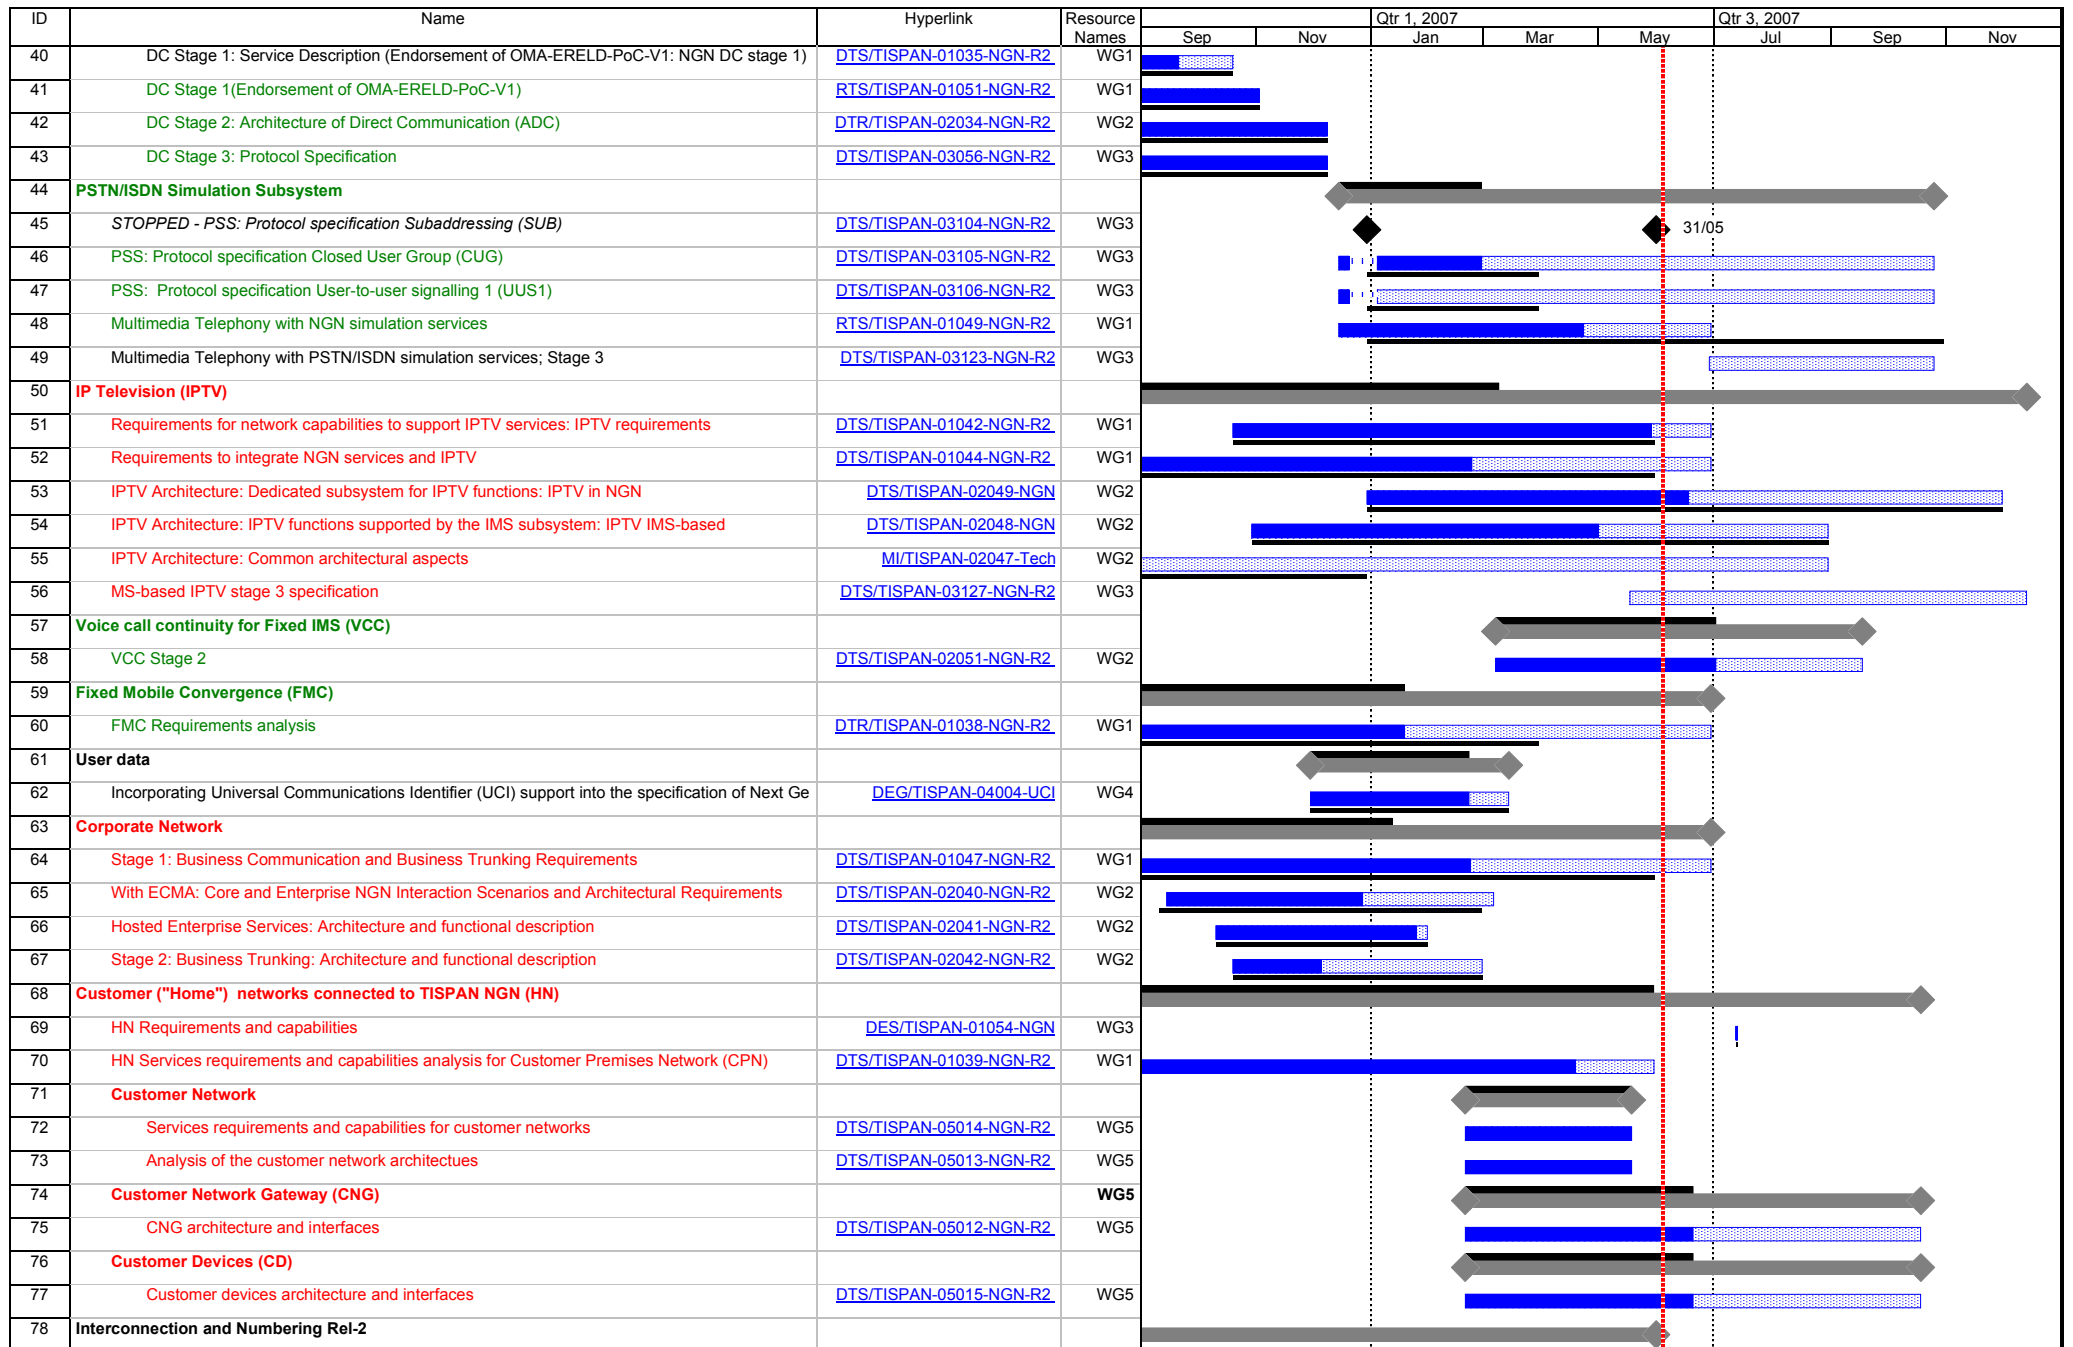 ID Name Hyperlink Resource Names Qtr 1, 2007 Qtr 3, 2007
Sep Nov Jan Mar May Jul Sep Nov
40 DC Stage 1: Service Description (Endorsement of OMA-ERELD-PoC-V1: NGN DC stage 1) DTS/TISPAN-01035-NGN-R2 WG1
41 DC Stage 1(Endorsement of OMA-ERELD-PoC-V1) RTS/TISPAN-01051-NGN-R2 WG1
42 DC Stage 2: Architecture of Direct Communication (ADC) DTR/TISPAN-02034-NGN-R2 WG2
43 DC Stage 3: Protocol Specification DTS/TISPAN-03056-NGN-R2 WG3
44 PSTN/ISDN Simulation Subsystem
45 STOPPED - PSS: Protocol specification Subaddressing (SUB) DTS/TISPAN-03104-NGN-R2 WG3 31/05
46 PSS: Protocol specification Closed User Group (CUG) DTS/TISPAN-03105-NGN-R2 WG3
47 PSS: Protocol specification User-to-user signalling 1 (UUS1) DTS/TISPAN-03106-NGN-R2 WG3
48 Multimedia Telephony with NGN simulation services RTS/TISPAN-01049-NGN-R2 WG1
49 Multimedia Telephony with PSTN/ISDN simulation services; Stage 3 DTS/TISPAN-03123-NGN-R2 WG3
50 IP Television (IPTV)
51 Requirements for network capabilities to support IPTV services: IPTV requirements DTS/TISPAN-01042-NGN-R2 WG1
52 Requirements to integrate NGN services and IPTV DTS/TISPAN-01044-NGN-R2 WG1
53 IPTV Architecture: Dedicated subsystem for IPTV functions: IPTV in NGN DTS/TISPAN-02049-NGN WG2
54 IPTV Architecture: IPTV functions supported by the IMS subsystem: IPTV IMS-based DTS/TISPAN-02048-NGN WG2
55 IPTV Architecture: Common architectural aspects MI/TISPAN-02047-Tech WG2
56 MS-based IPTV stage 3 specification DTS/TISPAN-03127-NGN-R2 WG3
57 Voice call continuity for Fixed IMS (VCC)
58 VCC Stage 2 DTS/TISPAN-02051-NGN-R2 WG2
59 Fixed Mobile Convergence (FMC)
60 FMC Requirements analysis DTR/TISPAN-01038-NGN-R2 WG1
61 User data
62 Incorporating Universal Communications Identifier (UCI) support into the specification of Next Ge DEG/TISPAN-04004-UCI WG4
63 Corporate Network
64 Stage 1: Business Communication and Business Trunking Requirements DTS/TISPAN-01047-NGN-R2 WG1
65 With ECMA: Core and Enterprise NGN Interaction Scenarios and Architectural Requirements DTS/TISPAN-02040-NGN-R2 WG2
66 Hosted Enterprise Services: Architecture and functional description DTS/TISPAN-02041-NGN-R2 WG2
67 Stage 2: Business Trunking: Architecture and functional description DTS/TISPAN-02042-NGN-R2 WG2
68 Customer ("Home") networks connected to TISPAN NGN (HN)
69 HN Requirements and capabilities DES/TISPAN-01054-NGN WG3
70 HN Services requirements and capabilities analysis for Customer Premises Network (CPN) DTS/TISPAN-01039-NGN-R2 WG1
71 Customer Network
72 Services requirements and capabilities for customer networks DTS/TISPAN-05014-NGN-R2 WG5
73 Analysis of the customer network architectues DTS/TISPAN-05013-NGN-R2 WG5
74 Customer Network Gateway (CNG) WG5
75 CNG architecture and interfaces DTS/TISPAN-05012-NGN-R2 WG5
76 Customer Devices (CD)
77 Customer devices architecture and interfaces DTS/TISPAN-05015-NGN-R2 WG5
78 Interconnection and Numbering Rel-2